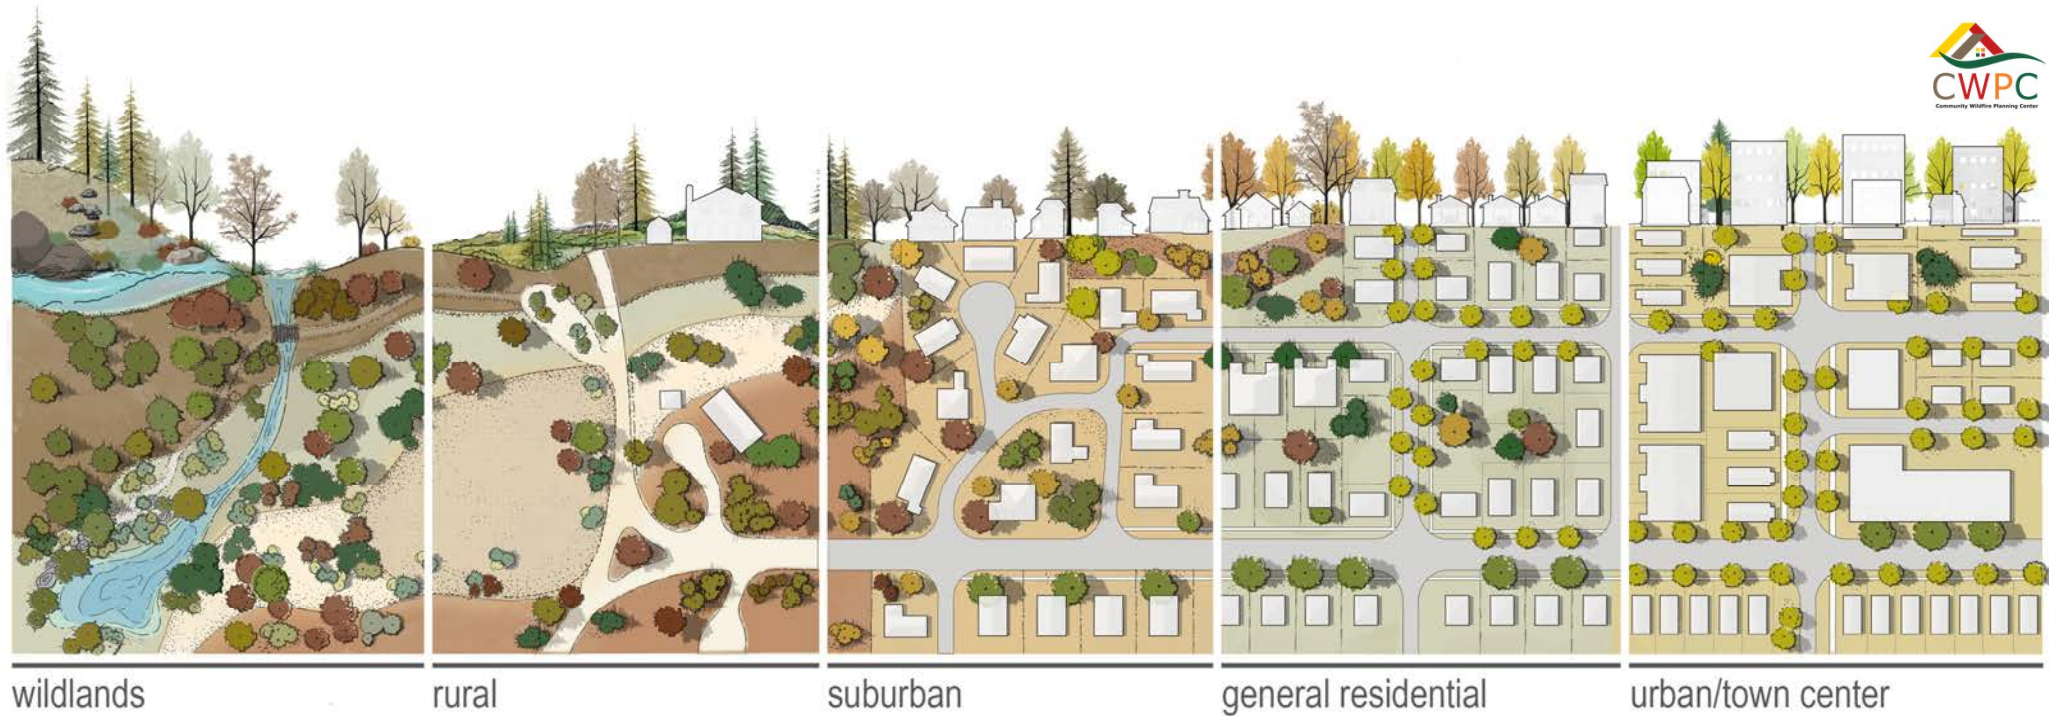 CWPC
Community Wildfire Planning Center
wildlands
rural
suburban
general residential
urban/town center